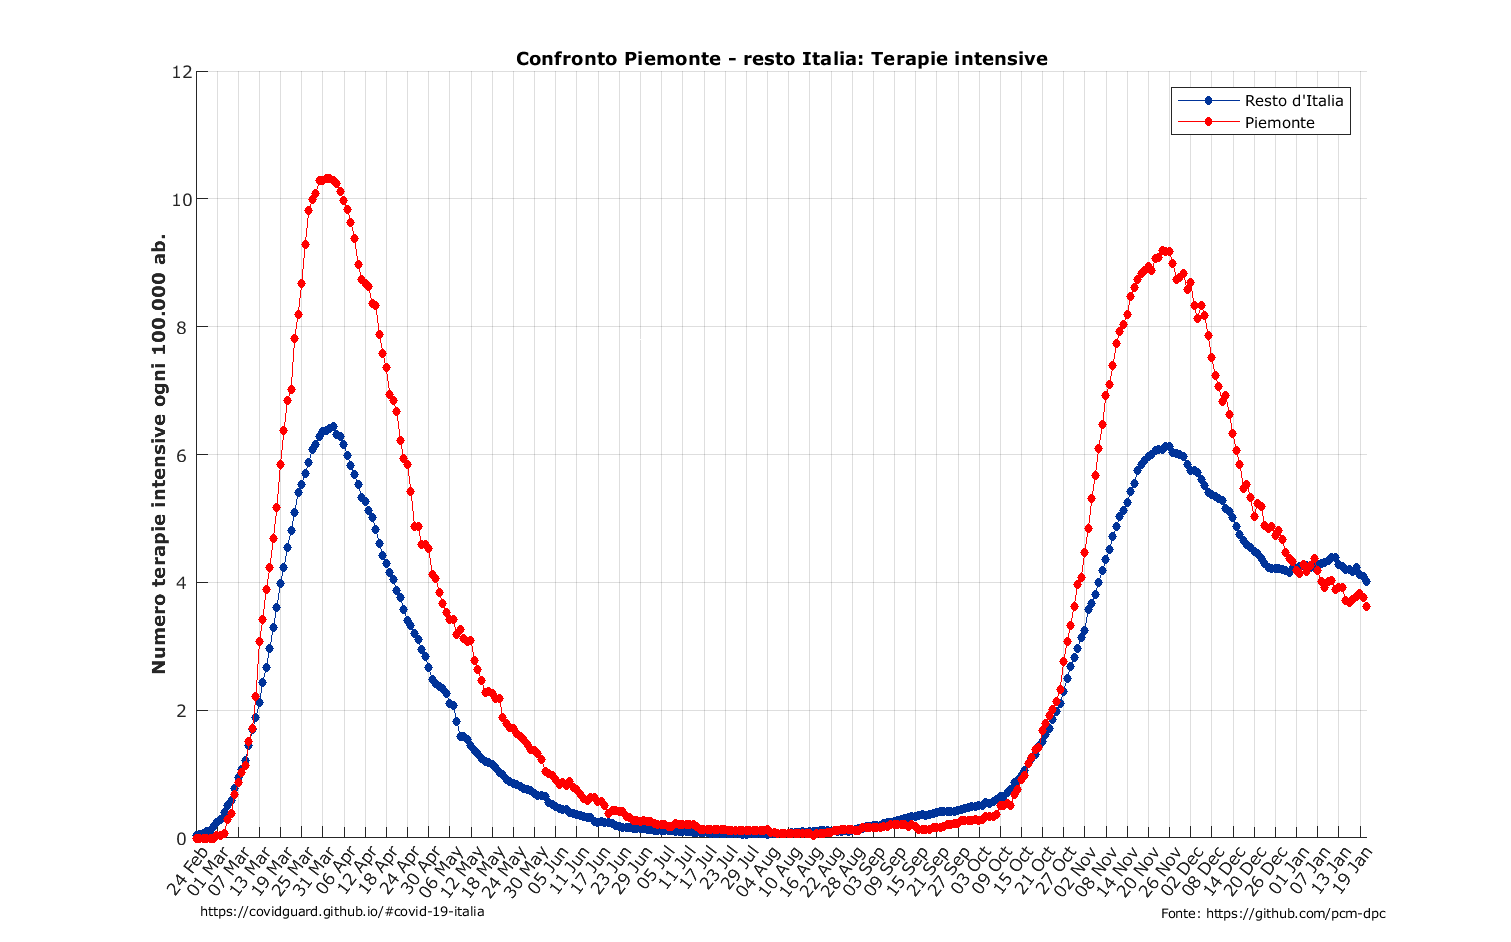 Confronto Piemonte - resto Italia: Terapie intensive
Resto d'Italia
Piemonte
Numero terapie intensive ogni 100.000 ab.
12
10
8
6
4
2
0
24 Feb
01 Mar
07 Mar
13 Mar
19 Mar
25 Mar
31 Mar
06 Apr
12 Apr
18 Apr
24 Apr
30 Apr
06 May
12 May
18 May
24 May
30 May
05 Jun
11 Jun
17 Jun
23 Jun
29 Jun
05 Jul
11 Jul
17 Jul
23 Jul
29 Jul
04 Aug
10 Aug
16 Aug
22 Aug
28 Aug
03 Sep
09 Sep
15 Sep
21 Sep
27 Sep
03 Oct
09 Oct
15 Oct
21 Oct
27 Oct
02 Nov
08 Nov
14 Nov
20 Nov
26 Nov
02 Dec
08 Dec
14 Dec
20 Dec
26 Dec
01 Jan
07 Jan
13 Jan
19 Jan
https://covidguard.github.io/#covid-19-italia
Fonte: https://github.com/pcm-dpc